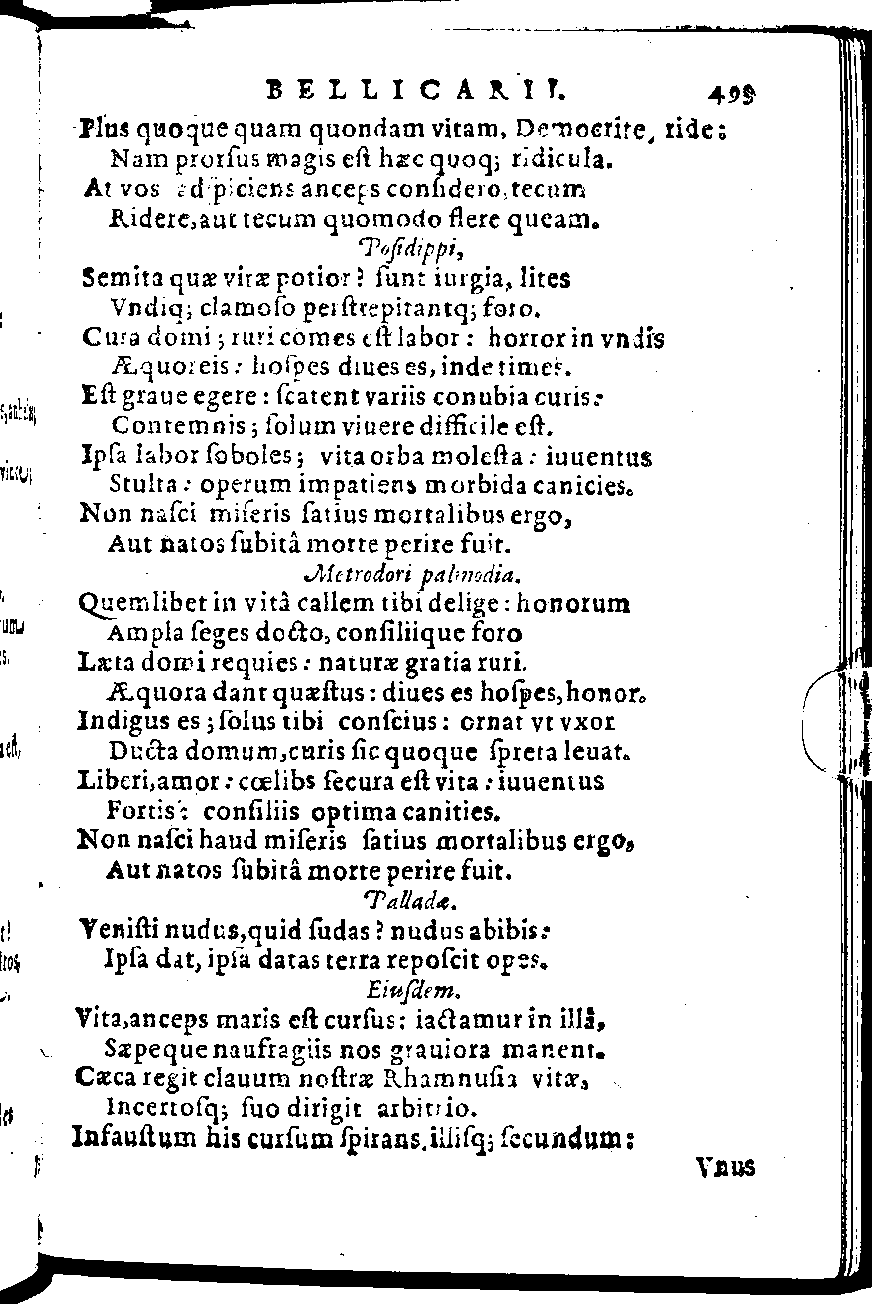 BELLICARII. 499
Plus quoque quam quondam vitam, Democrite, ride:
Nam prorſus magis eſt hæc quoq; ridicula.
At vos adſpiciens anceps conſidero, tecum
Ridere, aut tecum quomodo flere queam.
Poſidippi,
Semita quæ vitæ potior? ſunt iurgia, lites
Vndiq; clamoſo perſtrepitantq; foro.
Cura domi; ruri comes eſt labor: horror in vndis
Æquoreis: hoſpes diues es, inde times.
Eſt graue egere: ſcatent variis conubia curis:
Contemnis; ſolum viuere difficile eſt.
Ipſa labor ſoboles; vita orba moleſta: iuuentus
Stulta: operum impatiens morbida canicies.
Non naſci miſeris ſatius mortalibus ergo,
Aut natos ſubitâ morte perire fuit.
Metrodori palinodia.
Quemlibet in vitâ callem tibi delige: honorum
Ampla ſeges docto, conſiliique foro
Læta domi requies: naturæ gratia ruri.
Æquora dant quæſtus: diues es hoſpes, honor.
Indigus es; ſolus tibi conſcius: ornat vt vxor
Ducta domum, curis ſic quoque ſpreta leuat.
Liberi, amor: cœlibs ſecura eſt vita: iuuentus
Fortis: conſiliis optima canities.
Non naſci haud miſeris ſatius mortalibus ergo,
Aut natos ſubitâ morte perire fuit.
Palladæ.
Veniſti nudus, quid ſudas? nudus abibis:
Ipſa dat, ipſa datas terra repoſcit opes.
Eiuſdem.
Vita, anceps maris eſt curſus: iactamur in illâ,
Sæpeque naufragiis nos grauiora manent.
Cæca regit clauum noſtræ Rhamnuſia vitæ,
Incertoſq; ſuo dirigit arbitrio.
Infauſtum his curſum ſpirans, illiſq; ſecundum:
Vnus